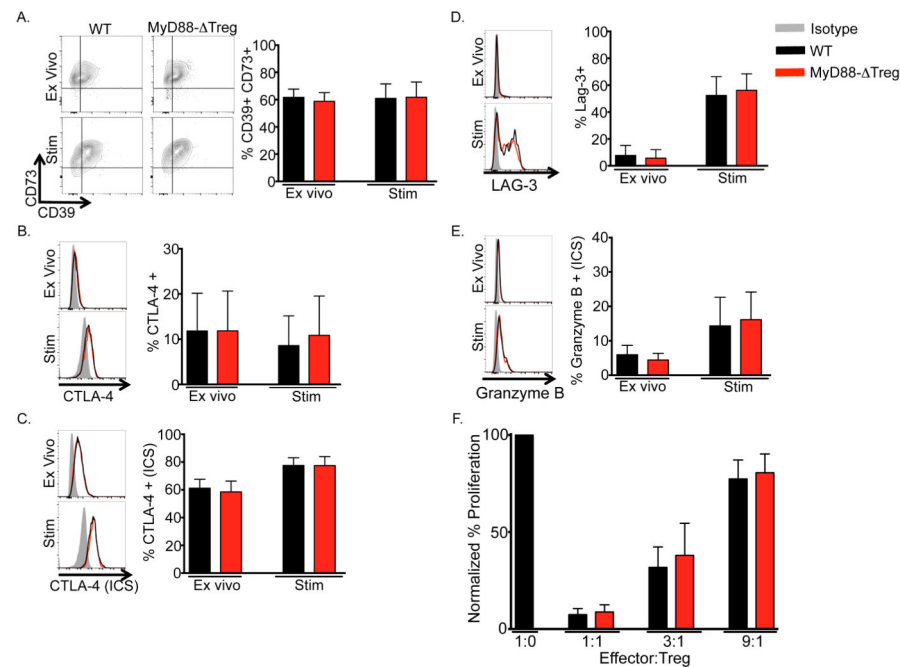 A.
WT MyD88-ΔTreg
Ex Vivo
Stim
CD73
CD39
% CD39+ CD73+
100
80
60
40
20
0
Ex vivo Stim
B.
Ex Vivo
Stim
CTLA-4
% CTLA-4 +
30
20
10
0
Ex vivo Stim
C.
Ex Vivo
Stim
CTLA-4 (ICS)
% CTLA-4 + (ICS)
100
80
60
40
20
0
Ex vivo Stim
D.
Ex Vivo
Stim
LAG-3
% Lag-3+
100
80
60
40
20
0
Ex vivo Stim
Isotype
WT
MyD88-ΔTreg
E.
Ex Vivo
Stim
Granzyme B
% Granzyme B + (ICS)
40
30
20
10
0
Ex vivo Stim
F.
Normalized % Proliferation
100
50
0
1:0 1:1 3:1 9:1
Effector:Treg